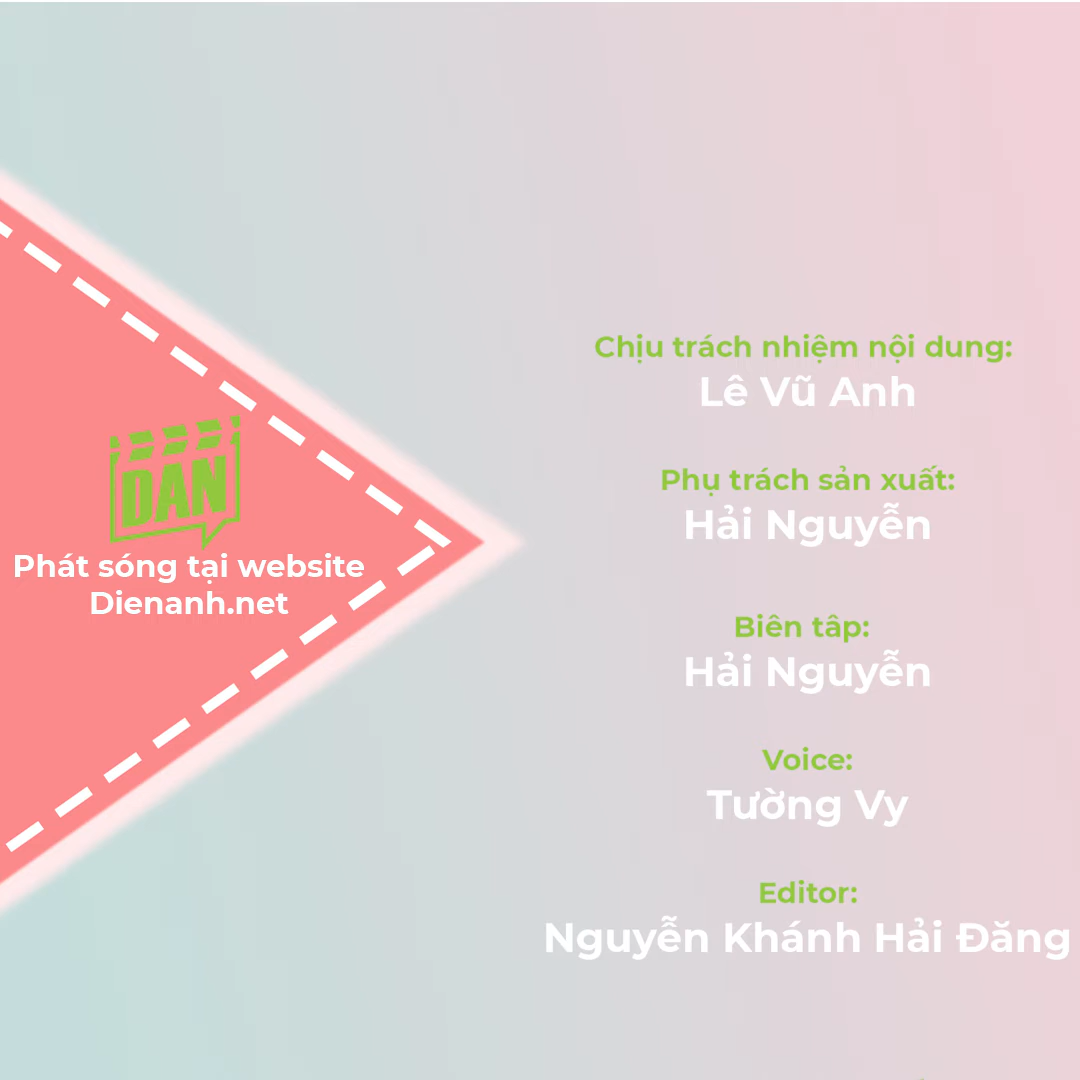 DAN
Phát sóng tại website
Dienanh.net
Chịu trách nhiệm nội dung:
Lê Vũ Anh
Phụ trách sản xuất:
Hải Nguyễn
Biên tâp:
Hải Nguyễn
Voice:
Tường Vy
Editor:
Nguyễn Khánh Hải Đăng